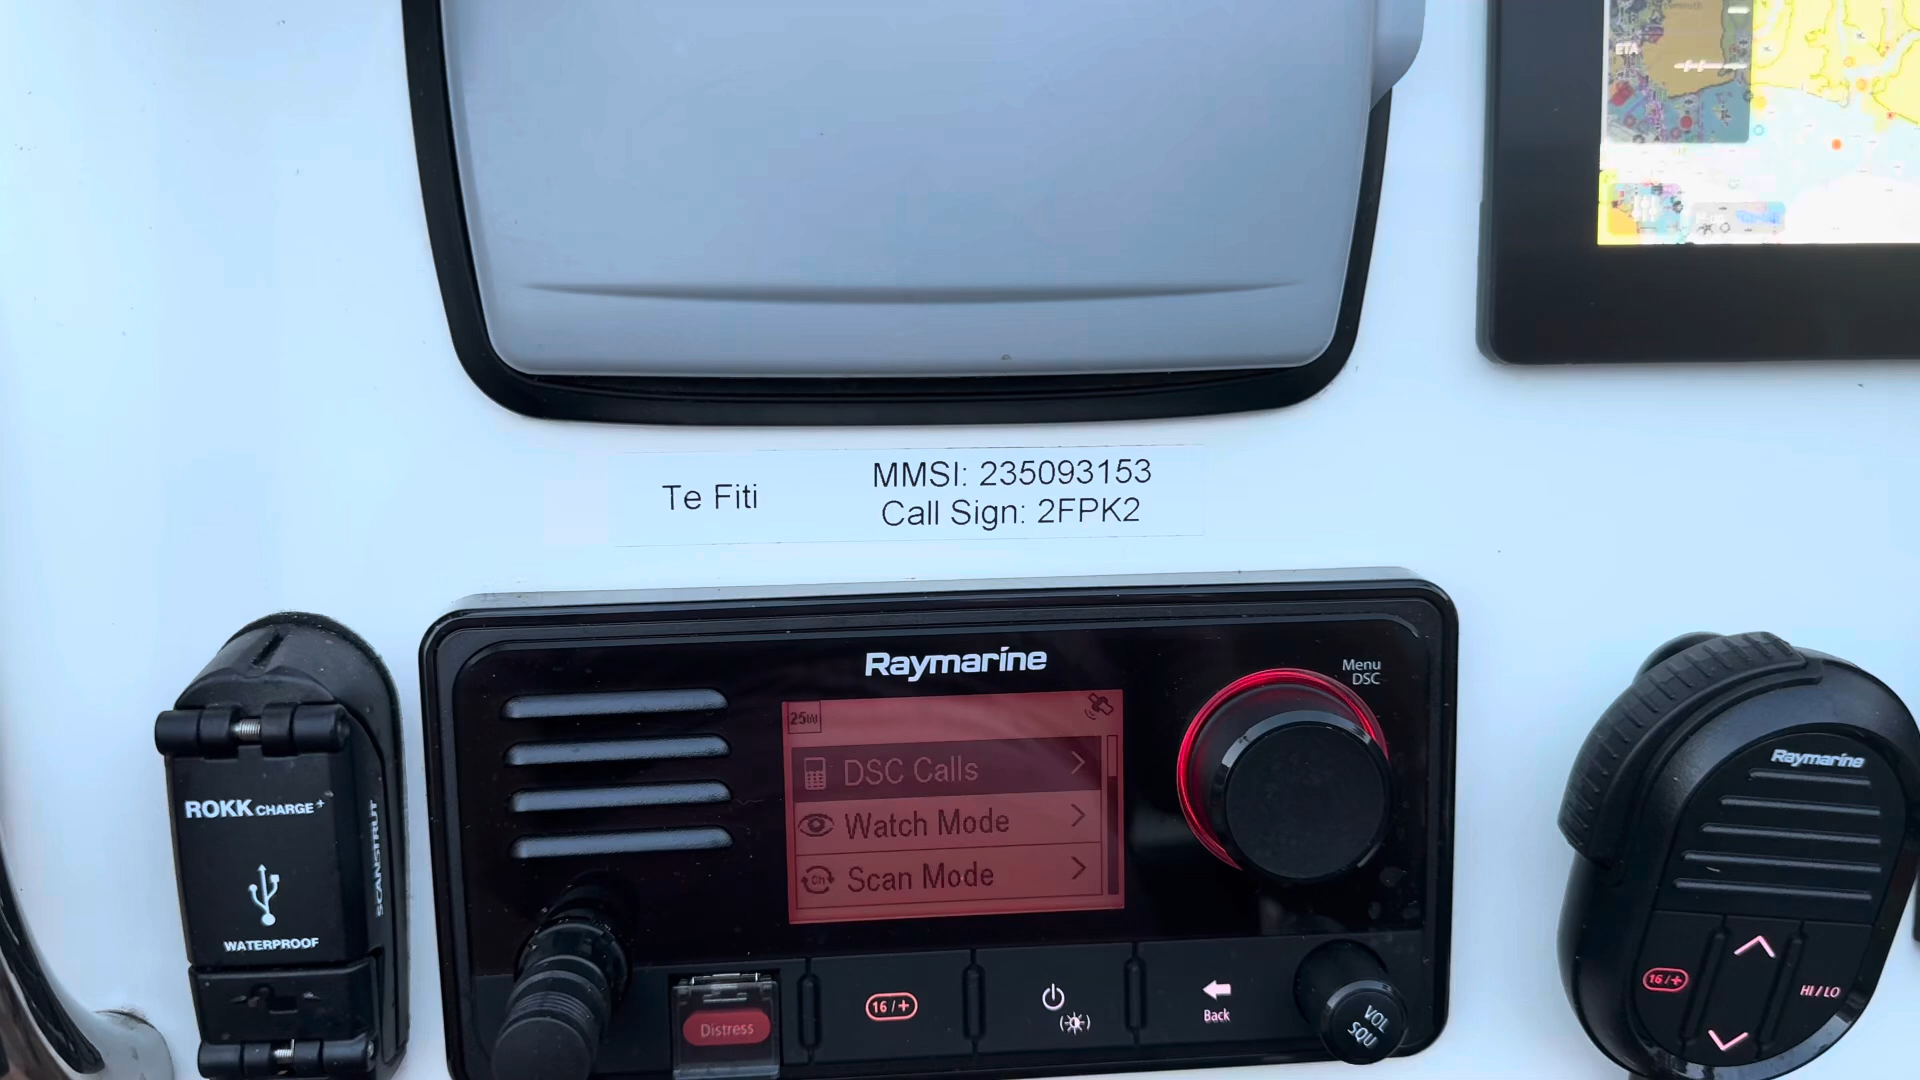 ETA
Te Fiti
MMSI: 235093153
Call Sign: 2FPK2
Raymarine
Menu
DSC
25W
DSC Calls
Watch Mode
Scan Mode
ROKK CHARGE+
SCANSTRUT
WATERPROOF
Distress
16/+
Back
VOL
SQU
Raymarine
16/+
HI/LO